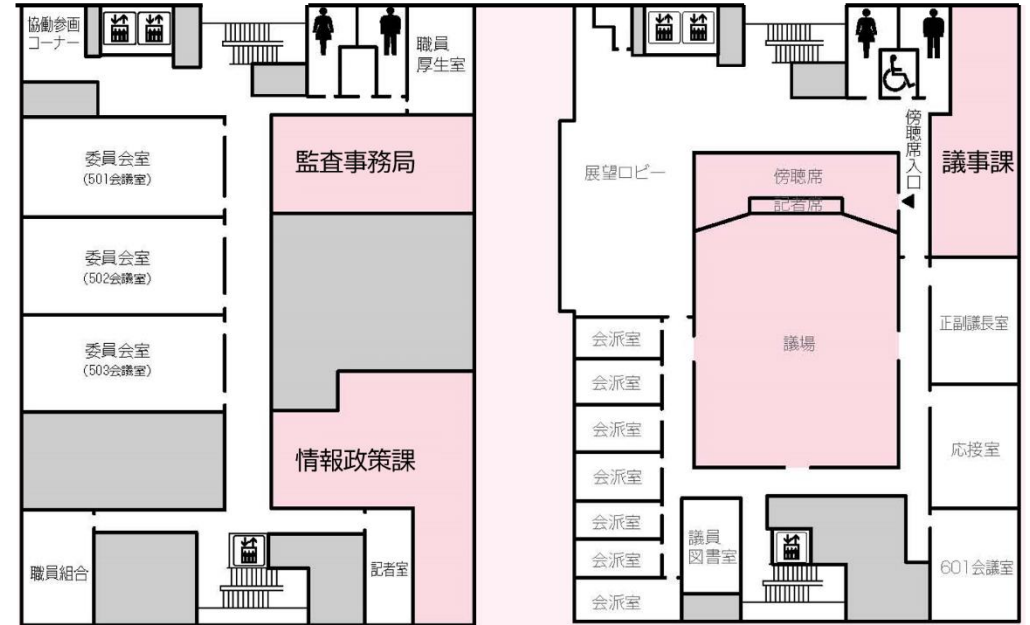 協働参画
コーナー
職員
厚生室
委員会室
(501会議室)
監査事務局
委員会室
(502会議室)
委員会室
(503会議室)
情報政策課
職員組合
記者室
展望ロビー
傍聴席
記者席
傍聴席入口
議事課
議場
正副議長室
応接室
601会議室
会派室
会派室
会派室
会派室
会派室
会派室
会派室
議員
図書室